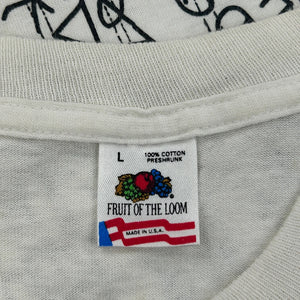 L
100% COTTON
PRESHRUNK
®
FRUIT OF THE LOOM
MADE IN U.S.A.